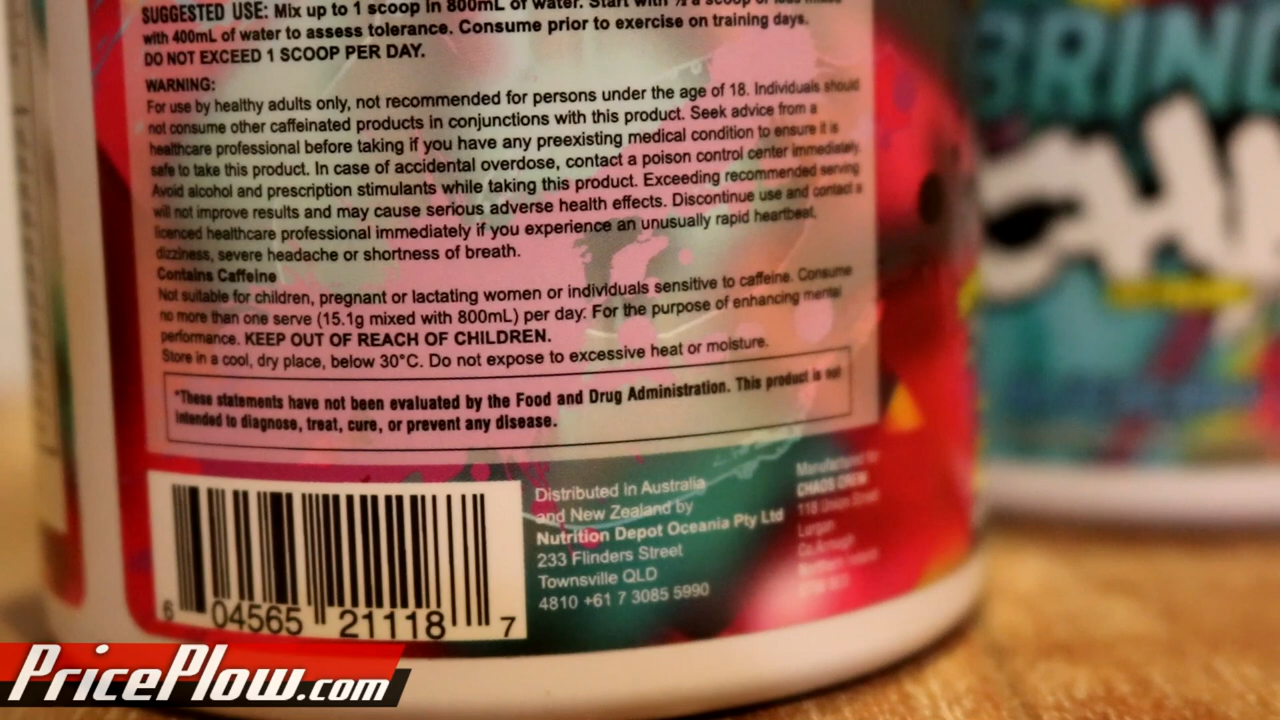 SUGGESTED USE: Mix up to 1 scoop in 800mL of water. Start with ½ a scoop or less mixed
with 400mL of water to assess tolerance. Consume prior to exercise on training days.
DO NOT EXCEED 1 SCOOP PER DAY.
WARNING:
For use by healthy adults only, not recommended for persons under the age of 18. Individuals should
not consume other caffeinated products in conjunctions with this product. Seek advice from a
healthcare professional before taking if you have any preexisting medical condition to ensure it is
safe to take this product. In case of accidental overdose, contact a poison control center immediately.
Avoid alcohol and prescription stimulants while taking this product. Exceeding recommended serving
will not improve results and may cause serious adverse health effects. Discontinue use and contact a
licenced healthcare professional immediately if you experience an unusually rapid heartbeat,
dizziness, severe headache or shortness of breath.
Contains Caffeine
Not suitable for children, pregnant or lactating women or individuals sensitive to caffeine. Consume
no more than one serve (15.1g mixed with 800mL) per day. For the purpose of enhancing mental
performance. KEEP OUT OF REACH OF CHILDREN.
Store in a cool, dry place, below 30°C. Do not expose to excessive heat or moisture.
*These statements have not been evaluated by the Food and Drug Administration. This product is not
intended to diagnose, treat, cure, or prevent any disease.
6 04565 21118 7
Distributed in Australia
and New Zealand by
Nutrition Depot Oceania Pty Ltd
233 Flinders Street
Townsville QLD
4810 +61 7 3085 5990
Manufactured for
CHAOS CREW
118 Union Street
Lurgan
Co.Armagh
Northern Ireland
BRING
PricePlow.com